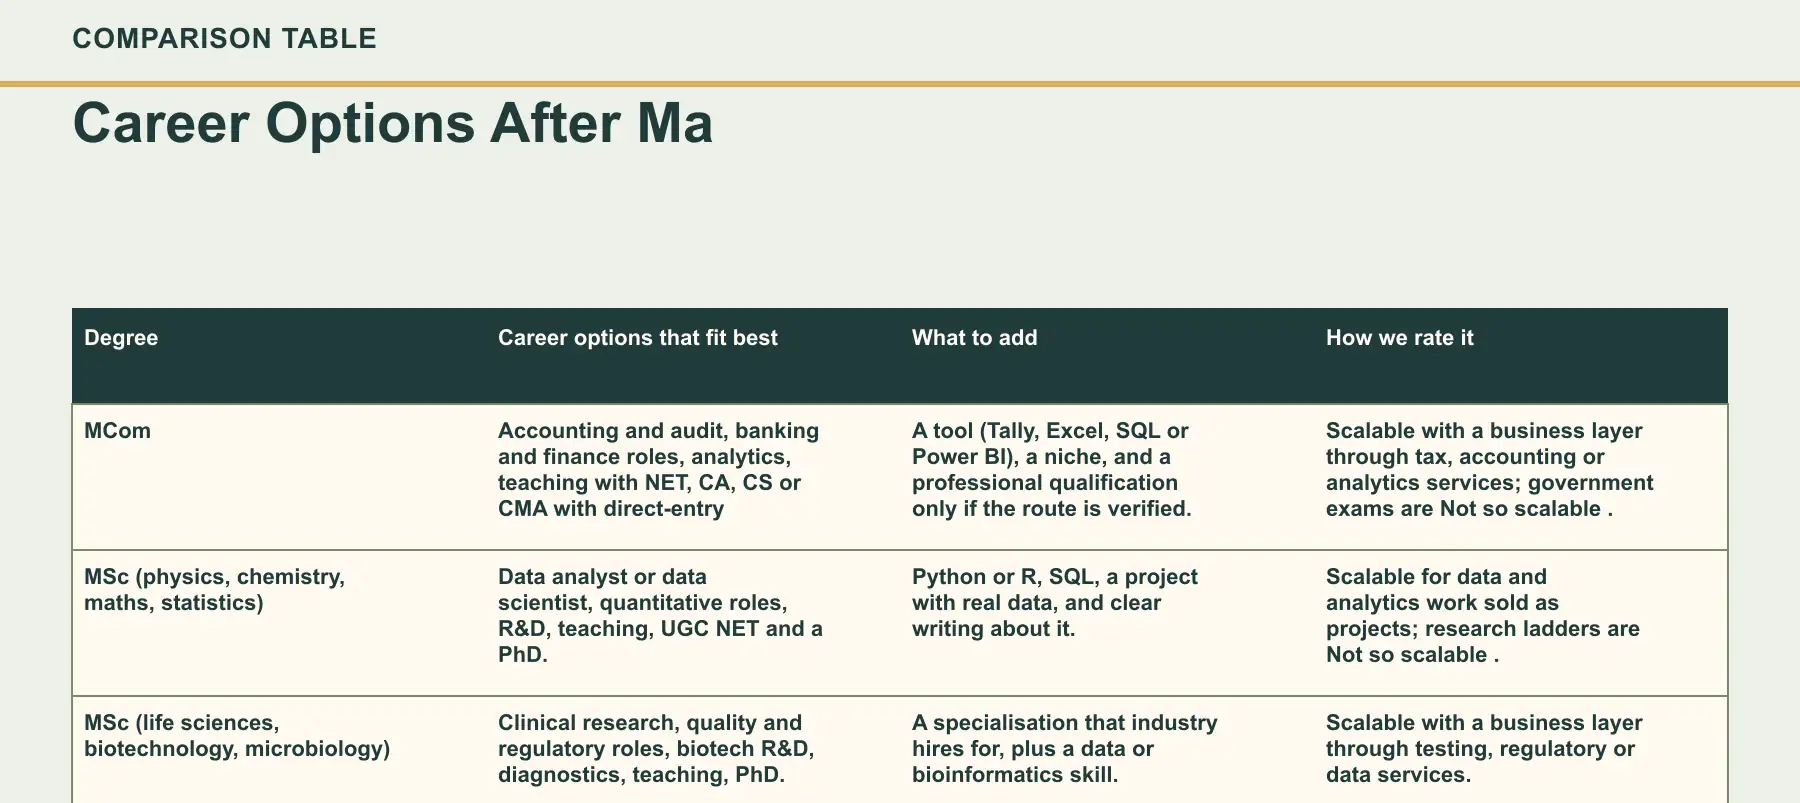 COMPARISON TABLE
Career Options After Ma
Degree
Career options that fit best
What to add
How we rate it
MCom
Accounting and audit, banking
and finance roles, analytics,
teaching with NET, CA, CS or
CMA with direct-entry
A tool (Tally, Excel, SQL or
Power BI), a niche, and a
professional qualification
only if the route is verified.
Scalable with a business layer
through tax, accounting or
analytics services; government
exams are Not so scalable .
MSc (physics, chemistry,
maths, statistics)
Data analyst or data
scientist, quantitative roles,
R&D, teaching, UGC NET and a
PhD.
Python or R, SQL, a project
with real data, and clear
writing about it.
Scalable for data and
analytics work sold as
projects; research ladders are
Not so scalable .
MSc (life sciences,
biotechnology, microbiology)
Clinical research, quality and
regulatory roles, biotech R&D,
diagnostics, teaching, PhD.
A specialisation that industry
hires for, plus a data or
bioinformatics skill.
Scalable with a business layer
through testing, regulatory or
data services.